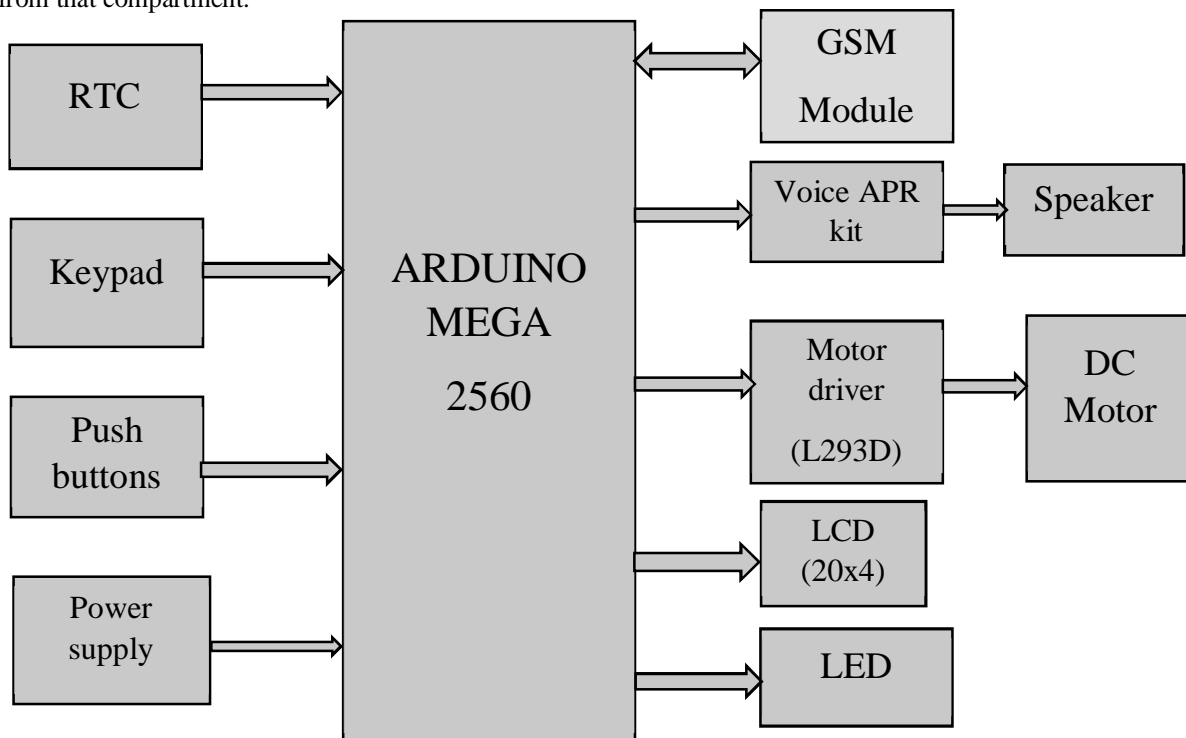 from that compartment.
RTC
Keypad
Push
buttons
Power
supply
ARDUINO
MEGA
2560
GSM
Module
Voice APR
kit
Speaker
Motor
driver
(L293D)
DC
Motor
LCD
(20x4)
LED